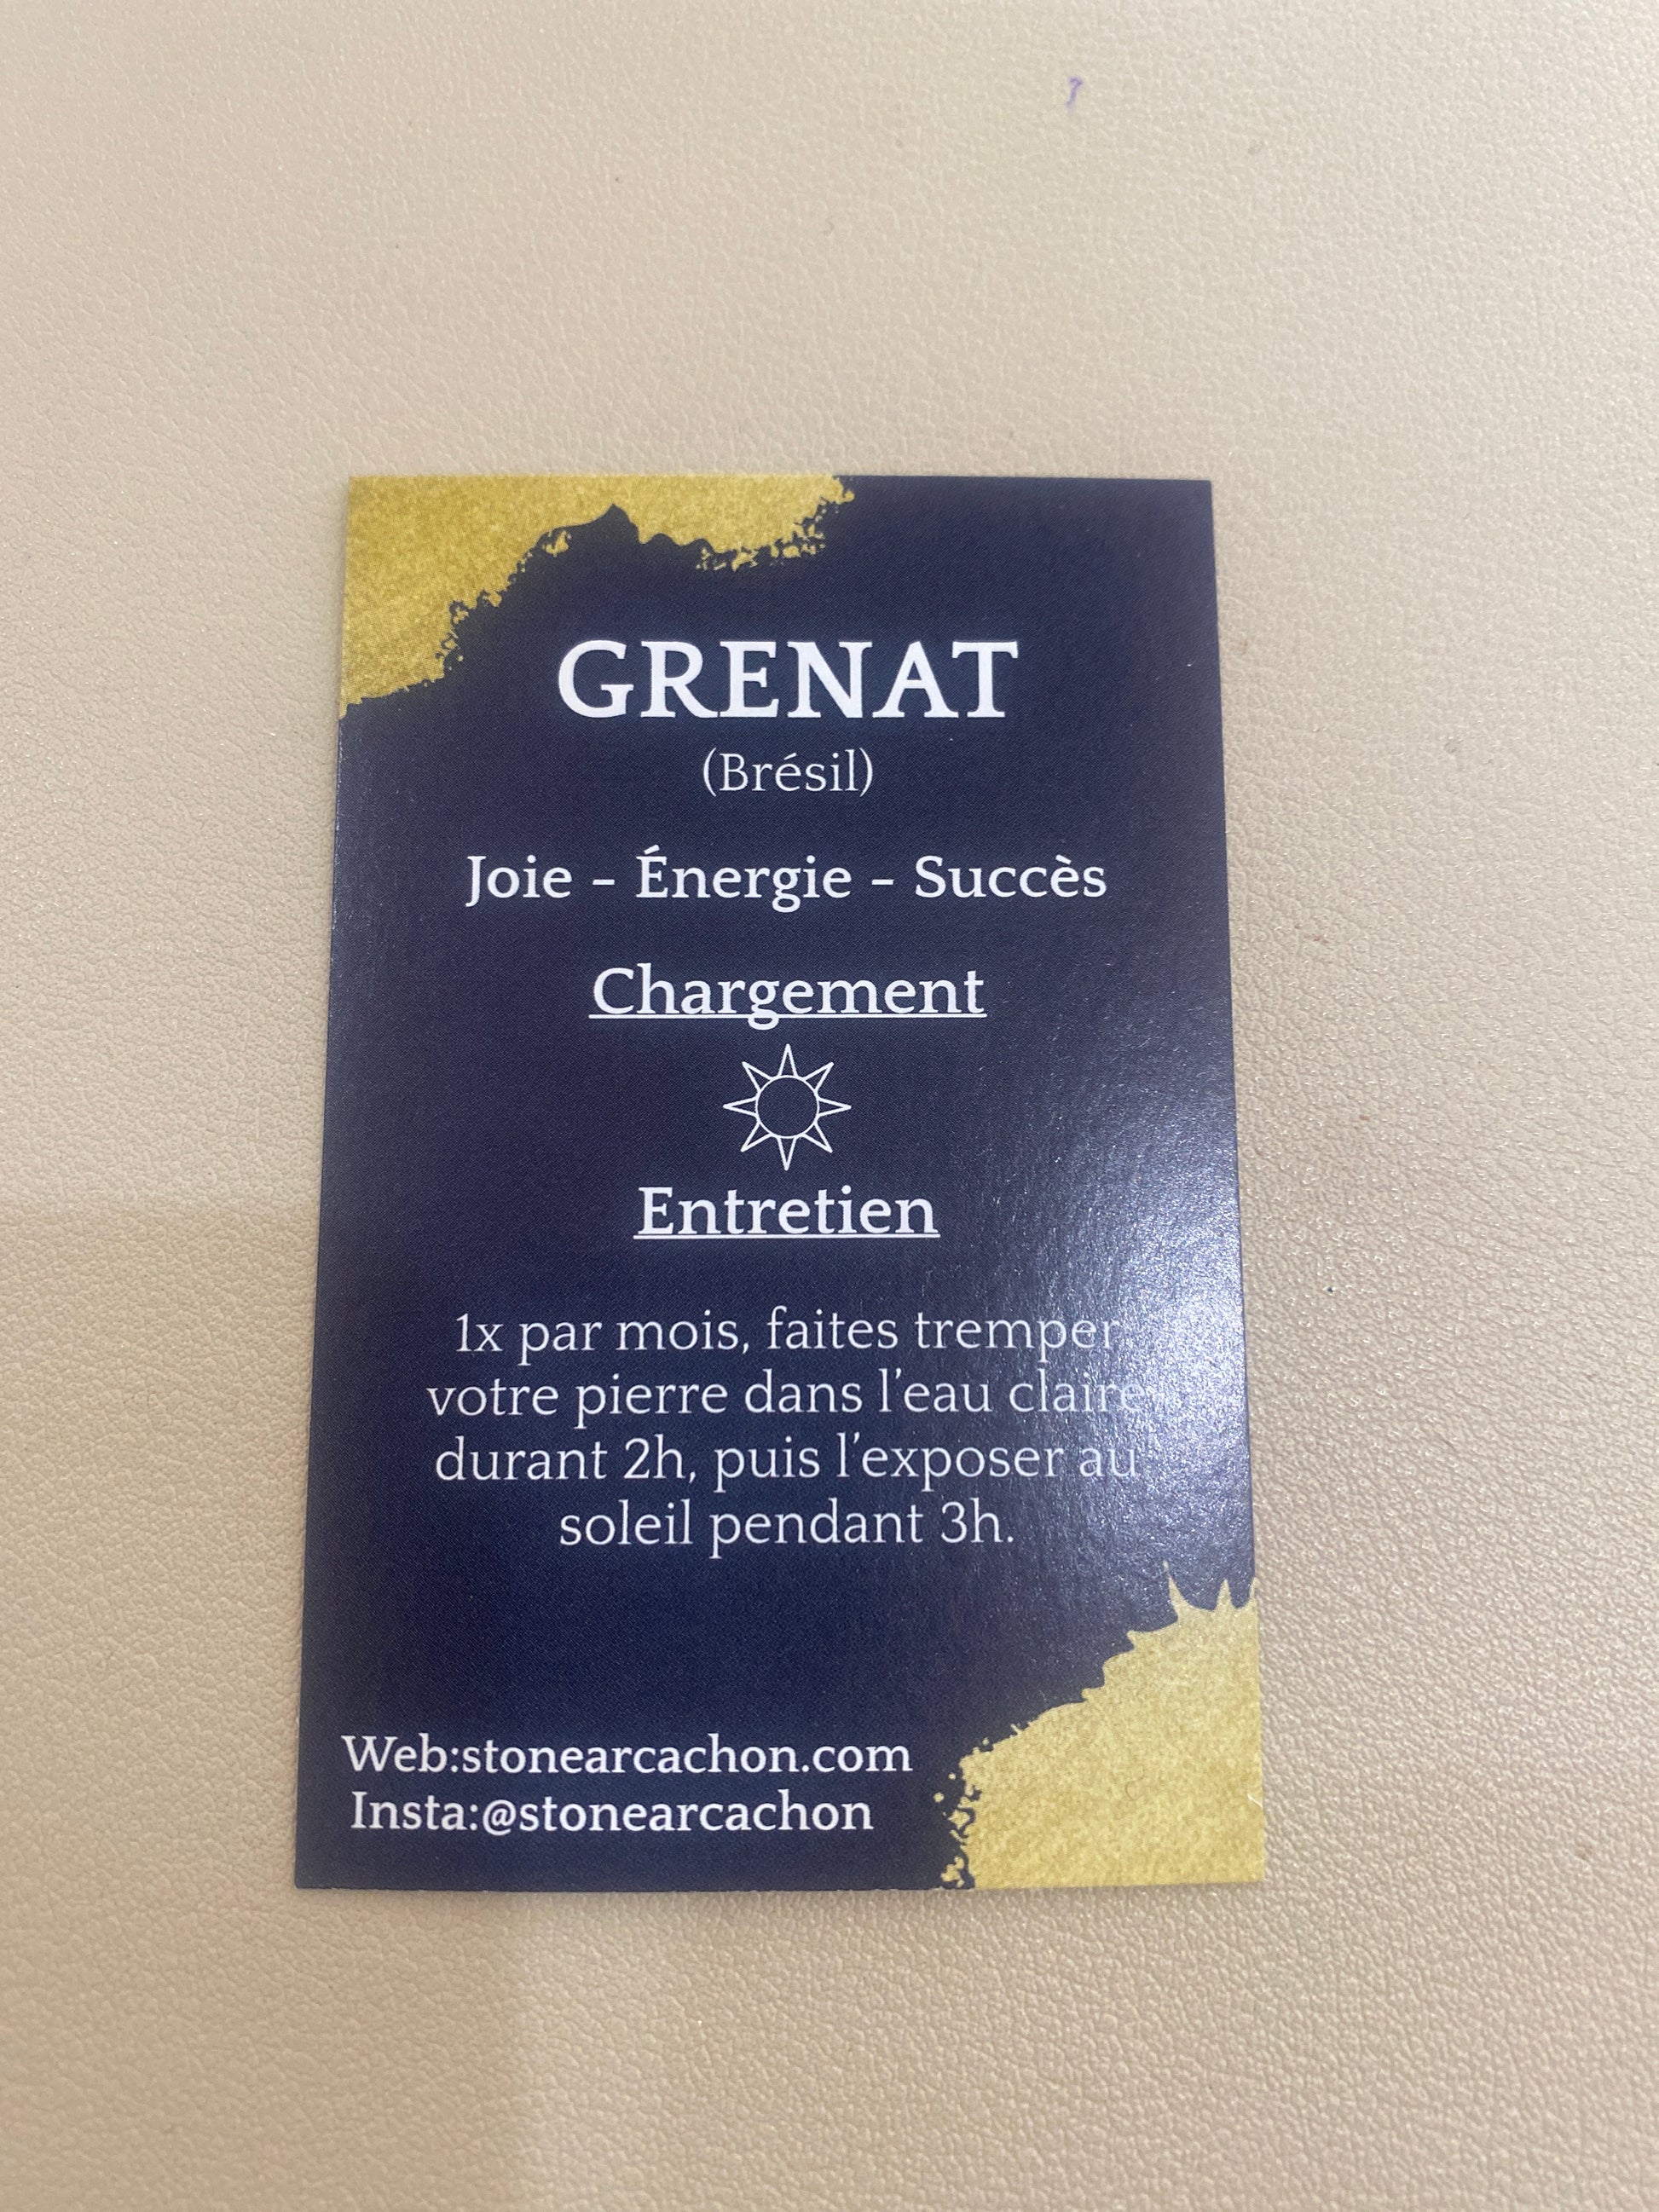 GRENAT
(Brésil)
Joie - Énergie - Succès
Chargement
Entretien
1x par mois, faites tremper
votre pierre dans l'eau claire
durant 2h, puis l'exposer au
soleil pendant 3h.
Web:stonearcachon.com
Insta:@stonearcachon